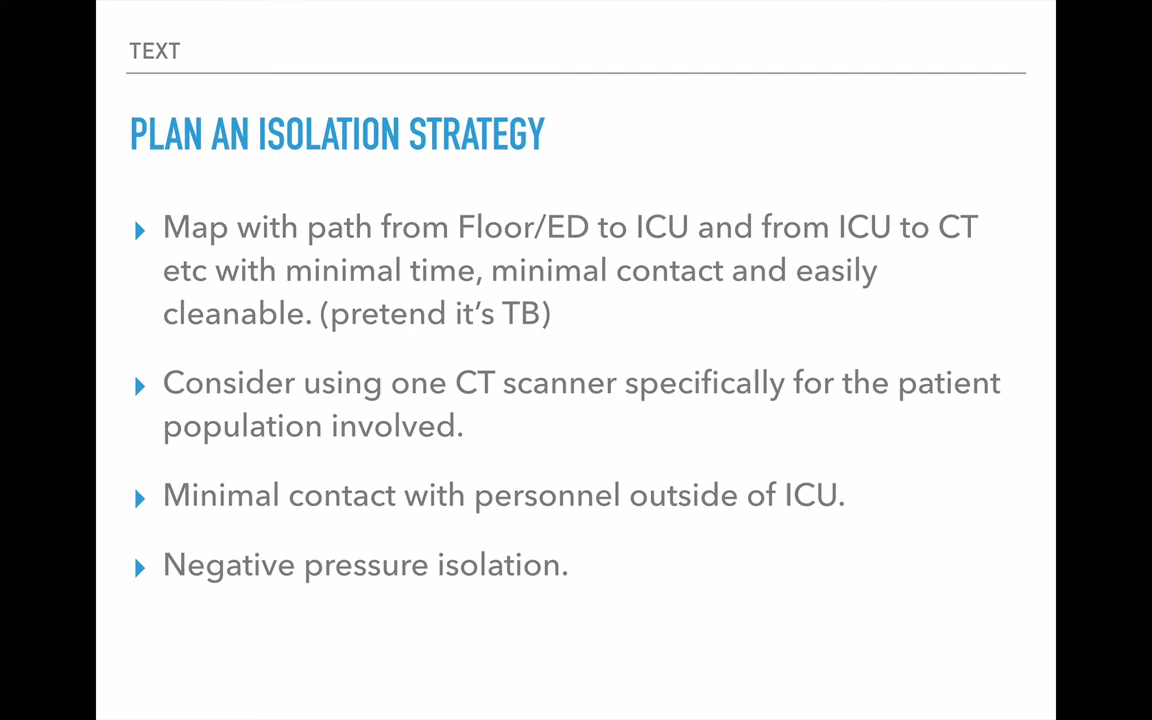 TEXT
PLAN AN ISOLATION STRATEGY
Map with path from Floor/ED to ICU and from ICU to CT
etc with minimal time, minimal contact and easily
cleanable. (pretend it’s TB)
Consider using one CT scanner specifically for the patient
population involved.
Minimal contact with personnel outside of ICU.
Negative pressure isolation.